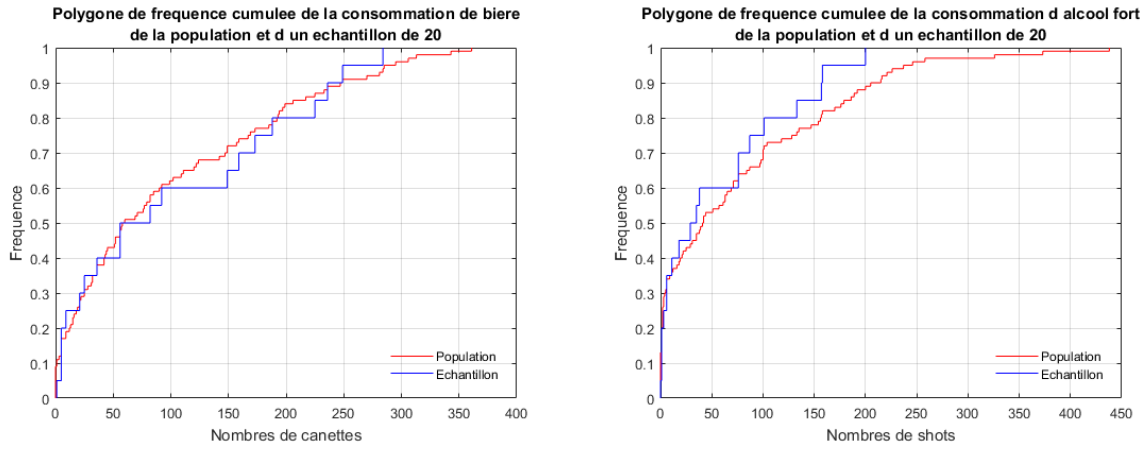 Polygone de frequence cumulee de la consommation de biere
de la population et d un echantillon de 20
1
0.9
0.8
0.7
0.6
0.5
0.4
0.3
0.2
0.1
0
Frequence
Population
Echantillon
0 50 100 150 200 250 300 350 400
Nombres de canettes
Polygone de frequence cumulee de la consommation d alcool fort
de la population et d un echantillon de 20
1
0.9
0.8
0.7
0.6
0.5
0.4
0.3
0.2
0.1
0
Frequence
Population
Echantillon
0 50 100 150 200 250 300 350 400 450
Nombres de shots